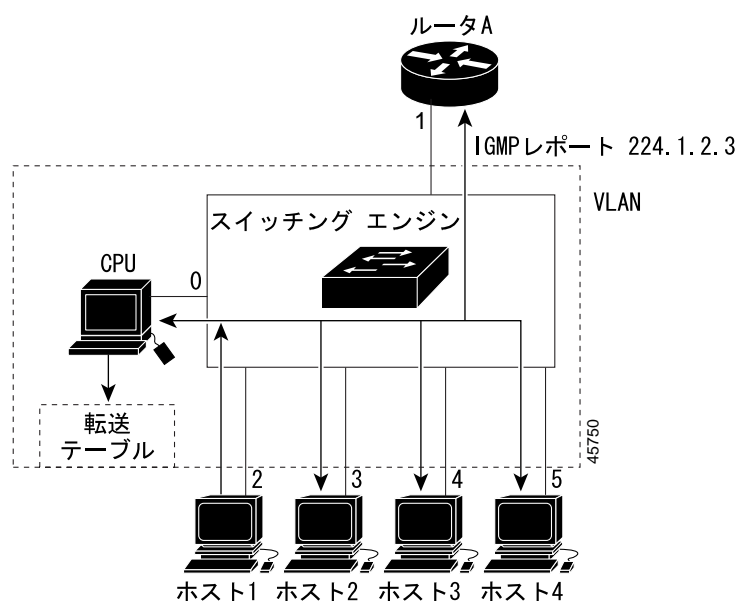 ルータA
1
IGMPレポート 224.1.2.3
VLAN
スイッチング エンジン
CPU
0
転送
テーブル
45750
2
3
4
5
ホスト1
ホスト2
ホスト3
ホスト4